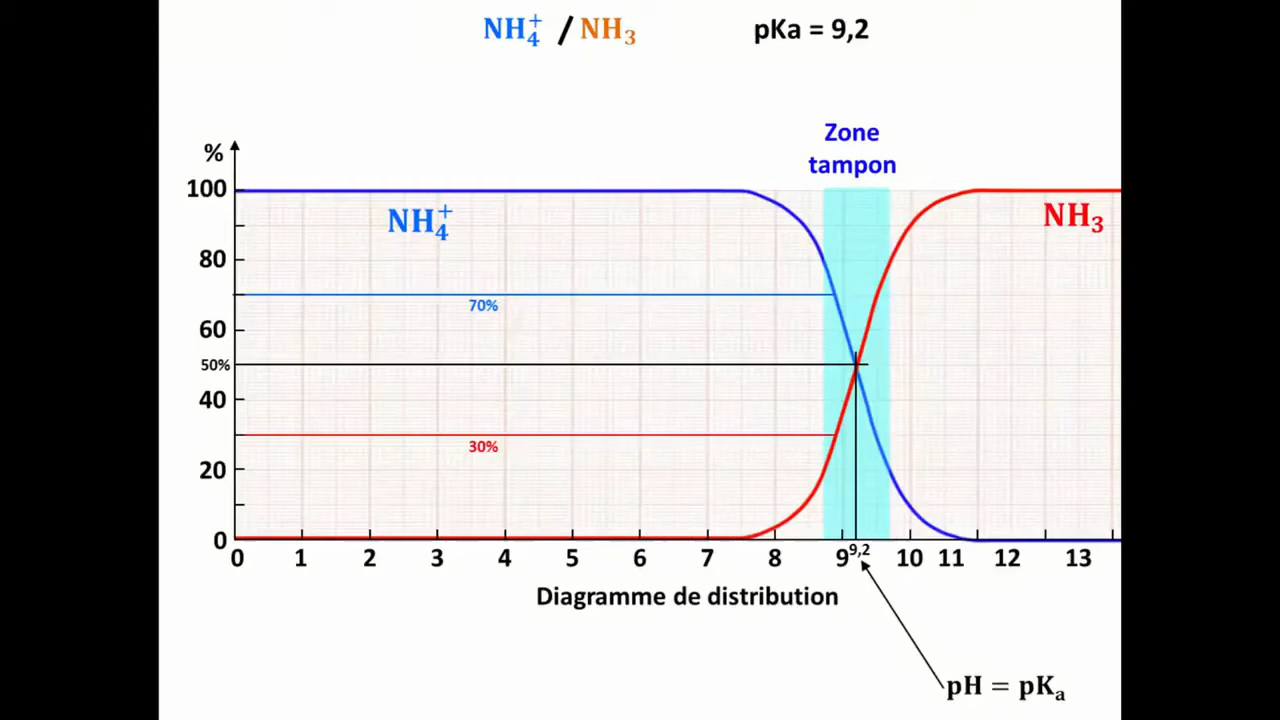 NH₄⁺ / NH₃ pKa = 9,2
Zone
tampon
%
100
NH₄⁺
NH₃
80
70%
60
50%
40
30%
20
0
0 1 2 3 4 5 6 7 8 9 9,2 10 11 12 13
Diagramme de distribution
pH = pKₐ